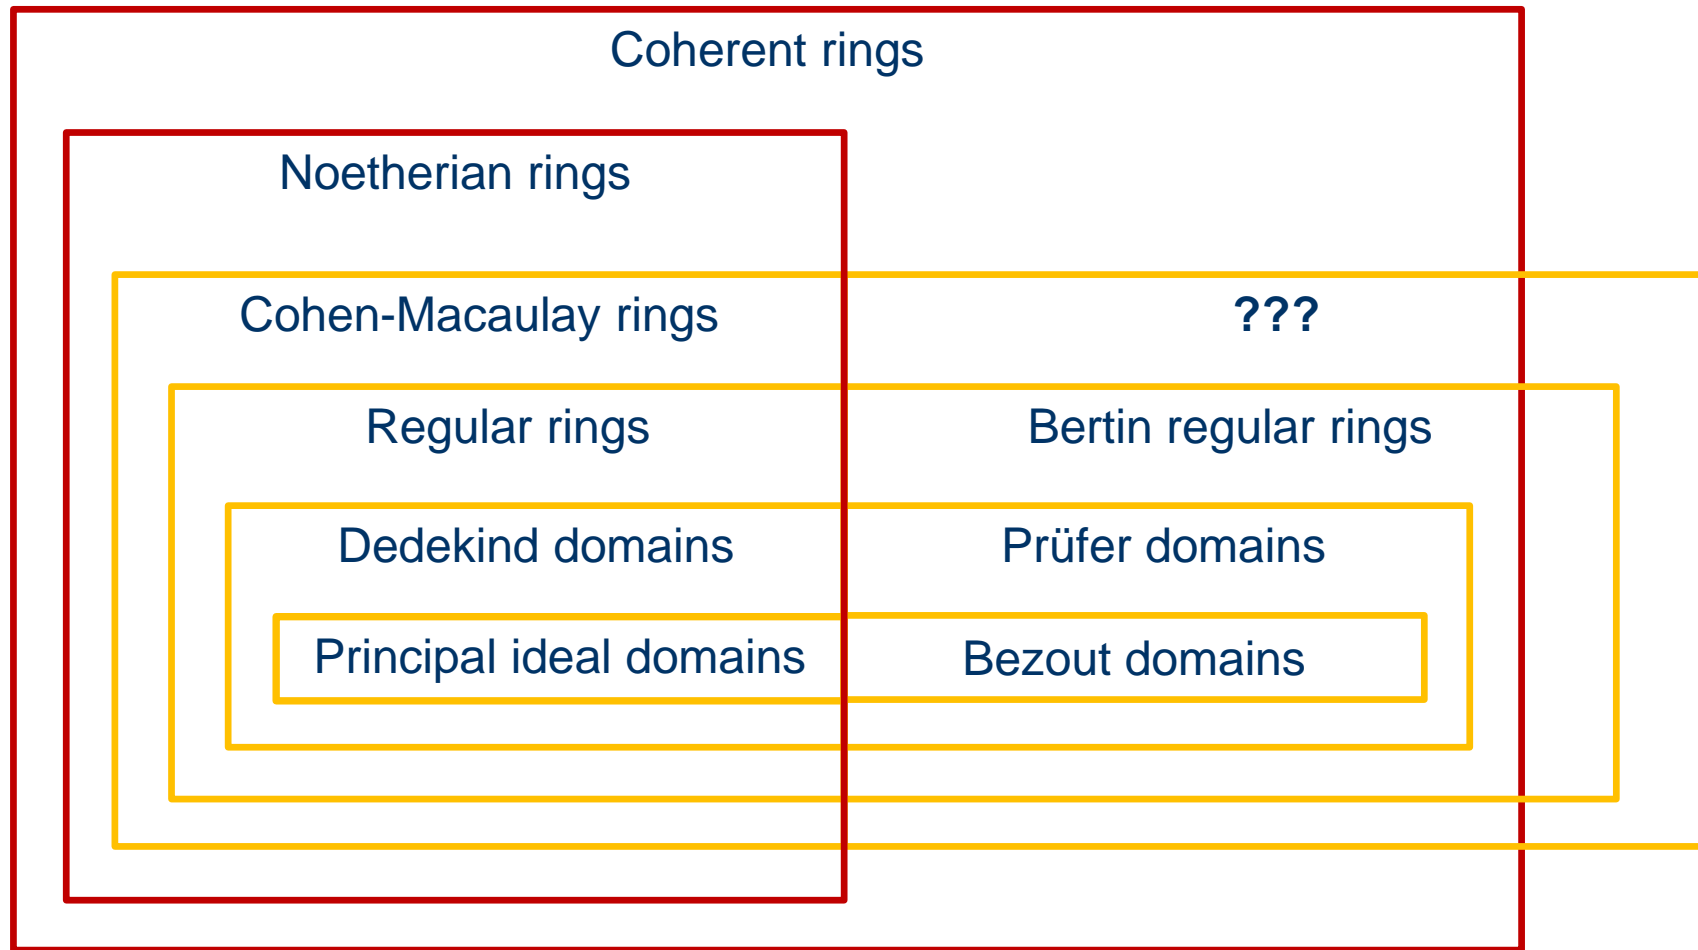 Coherent rings
Noetherian rings
Cohen-Macaulay rings
???
Regular rings
Bertin regular rings
Dedekind domains
Prüfer domains
Principal ideal domains
Bezout domains